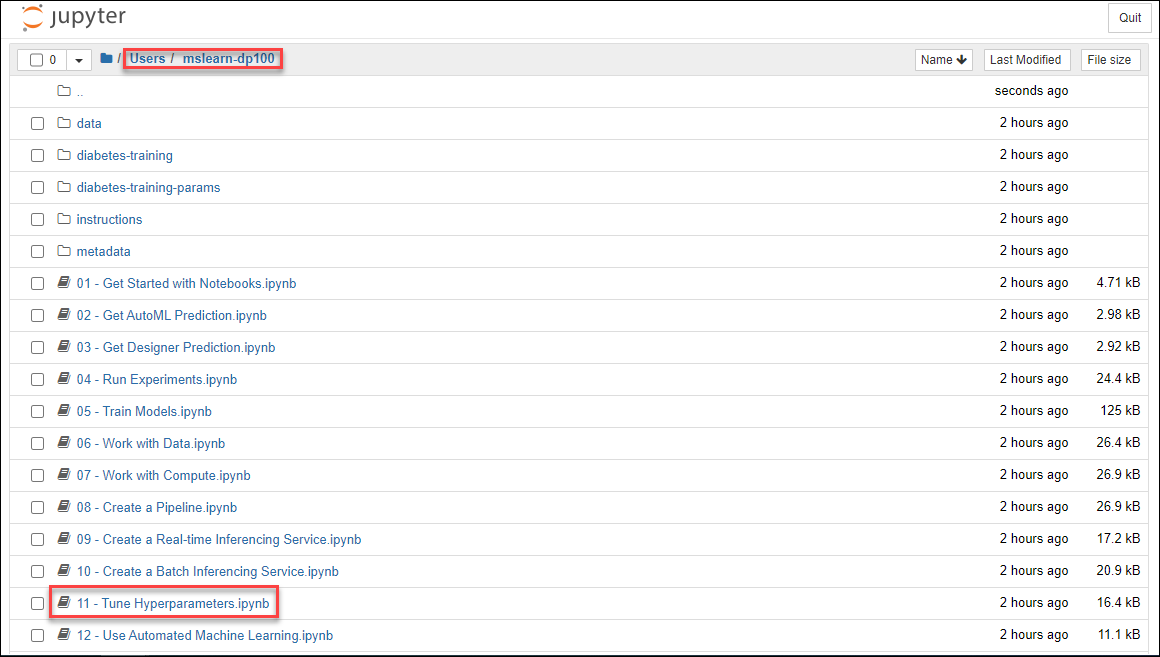 jupyter Quit
0 / Users / mslearn-dp100 Name Last Modified File size
.. seconds ago
data 2 hours ago
diabetes-training 2 hours ago
diabetes-training-params 2 hours ago
instructions 2 hours ago
metadata 2 hours ago
01 - Get Started with Notebooks.ipynb 2 hours ago 4.71 kB
02 - Get AutoML Prediction.ipynb 2 hours ago 2.98 kB
03 - Get Designer Prediction.ipynb 2 hours ago 2.92 kB
04 - Run Experiments.ipynb 2 hours ago 24.4 kB
05 - Train Models.ipynb 2 hours ago 125 kB
06 - Work with Data.ipynb 2 hours ago 26.4 kB
07 - Work with Compute.ipynb 2 hours ago 26.9 kB
08 - Create a Pipeline.ipynb 2 hours ago 26.9 kB
09 - Create a Real-time Inferencing Service.ipynb 2 hours ago 17.2 kB
10 - Create a Batch Inferencing Service.ipynb 2 hours ago 20.9 kB
11 - Tune Hyperparameters.ipynb 2 hours ago 16.4 kB
12 - Use Automated Machine Learning.ipynb 2 hours ago 11.1 kB